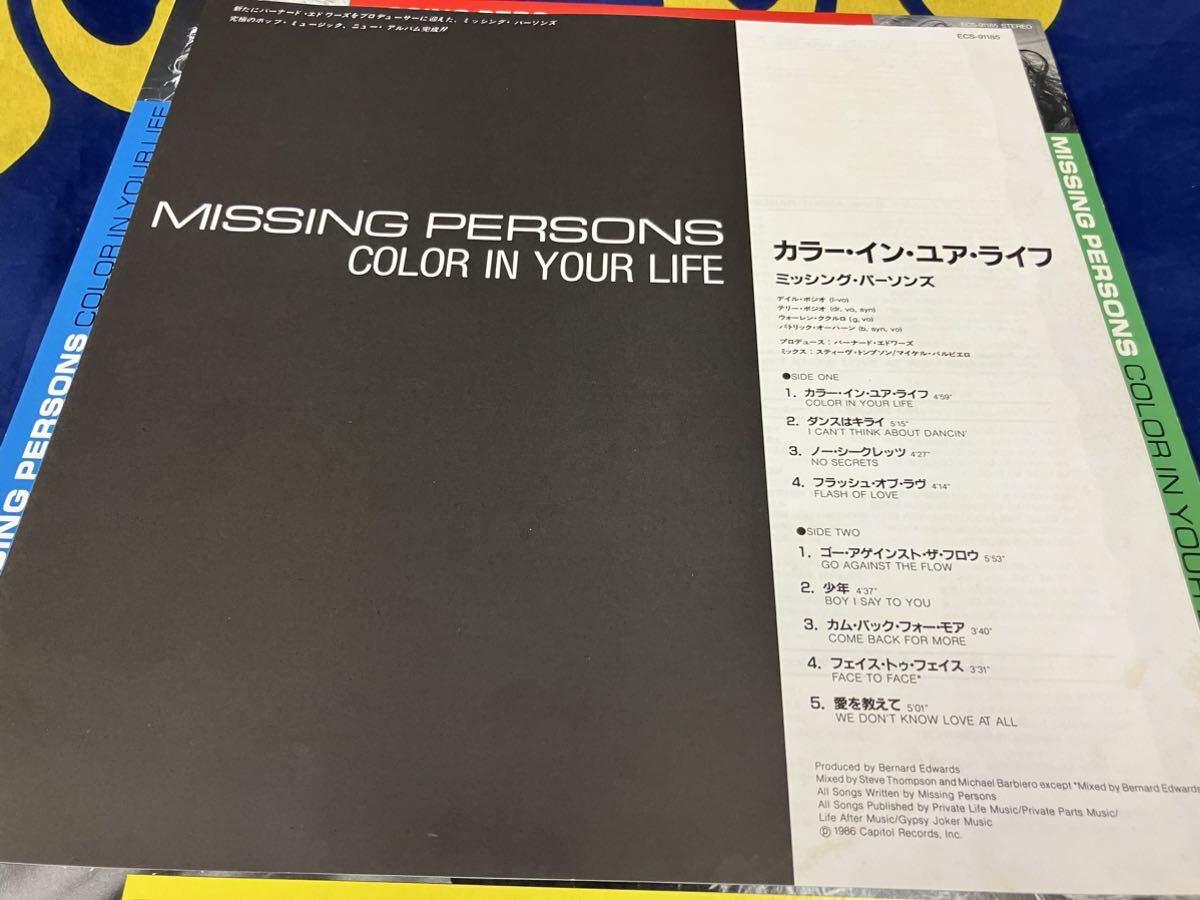 新たにバーナード・エドワーズをプロデューサーに迎えた、ミッシング・パーソンズ
究極のポップ・ミュージック、ニュー・アルバム完成!!
ECS-91185 STEREO
ECS-91185
MISSING PERSONS
COLOR IN YOUR LIFE
カラー・イン・ユア・ライフ
ミッシング・パーソンズ
デイル・ボジオ (l-vo)
テリー・ボジオ (dr, vo, syn)
ウォーレン・ククルロ (g, vo)
パトリック・オーハーン (b, syn, vo)
プロデュース：バーナード・エドワーズ
ミックス：スティーヴ・トンプソン/マイケル・バルビエロ
●SIDE ONE
1. カラー・イン・ユア・ライフ 4'59"
COLOR IN YOUR LIFE
2. ダンスはキライ 5'15"
I CAN'T THINK ABOUT DANCIN'
3. ノー・シークレッツ 4'27"
NO SECRETS
4. フラッシュ・オブ・ラヴ 4'14"
FLASH OF LOVE
●SIDE TWO
1. ゴー・アゲインスト・ザ・フロウ 5'53"
GO AGAINST THE FLOW
2. 少年 4'37"
BOY I SAY TO YOU
3. カム・バック・フォー・モア 3'40"
COME BACK FOR MORE
4. フェイス・トゥ・フェイス 3'31"
FACE TO FACE*
5. 愛を教えて 5'01"
WE DON'T KNOW LOVE AT ALL
Produced by Bernard Edwards
Mixed by Steve Thompson and Michael Barbiero except *Mixed by Bernard Edwards
All Songs Written by Missing Persons
All Songs Published by Private Life Music/Private Parts Music/
Life After Music/Gypsy Joker Music
℗ 1986 Capitol Records, Inc.
SING PERSONS COLOR IN YOUR LIFE
MISSING PERSONS COLOR IN YOUR